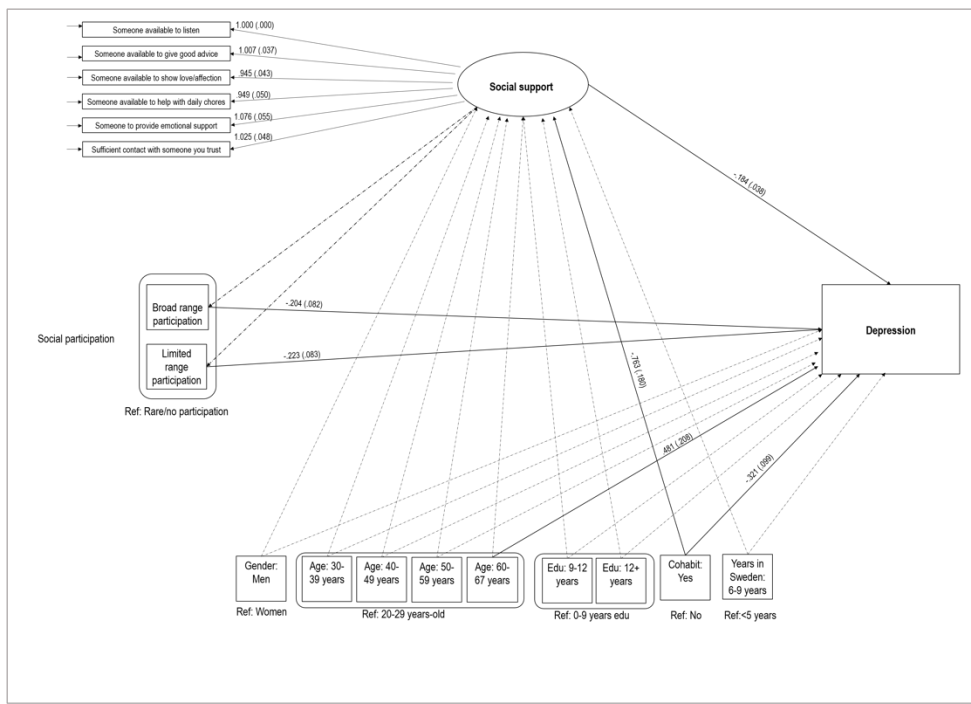 Someone available to listen
1.000 (.000)
Someone available to give good advice
1.007 (.037)
Someone available to show love/affection
.945 (.043)
Someone available to help with daily chores
.949 (.050)
Someone to provide emotional support
1.076 (.055)
Sufficient contact with someone you trust
1.025 (.048)
Social support
-.184 (.038)
Broad range
participation
-.204 (.082)
Social participation
Limited
range
participation
-.223 (.083)
Ref: Rare/no participation
Depression
-.763 (.180)
.481 (.208)
-.321 (.099)
Gender:
Men
Ref: Women
Age: 30-
39 years
Age: 40-
49 years
Age: 50-
59 years
Age: 60-
67 years
Ref: 20-29 years-old
Edu: 9-12
years
Edu: 12+
years
Ref: 0-9 years edu
Cohabit:
Yes
Ref: No
Years in
Sweden:
6-9 years
Ref:<5 years